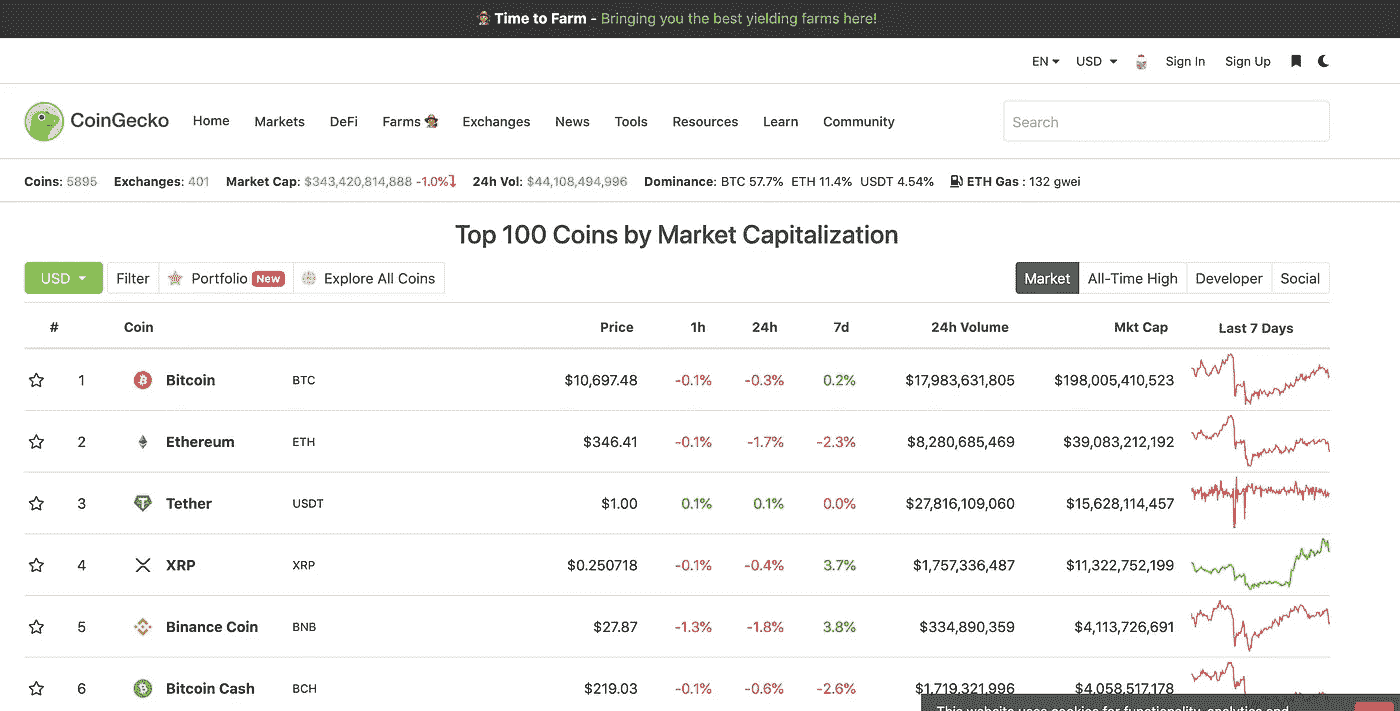 Time to Farm - Bringing you the best yielding farms here!
EN USD Sign In Sign Up
CoinGecko Home Markets DeFi Farms Exchanges News Tools Resources Learn Community Search
Coins: 5895 Exchanges: 401 Market Cap: $343,420,814,888 -1.0% 24h Vol: $44,108,494,996 Dominance: BTC 57.7% ETH 11.4% USDT 4.54% ETH Gas : 132 gwei
Top 100 Coins by Market Capitalization
USD Filter Portfolio New Explore All Coins Market All-Time High Developer Social
# Coin Price 1h 24h 7d 24h Volume Mkt Cap Last 7 Days
1 Bitcoin BTC $10,697.48 -0.1% -0.3% 0.2% $17,983,631,805 $198,005,410,523
2 Ethereum ETH $346.41 -0.1% -1.7% -2.3% $8,280,685,469 $39,083,212,192
3 Tether USDT $1.00 0.1% 0.1% 0.0% $27,816,109,060 $15,628,114,457
4 XRP XRP $0.250718 -0.1% -0.4% 3.7% $1,757,336,487 $11,322,752,199
5 Binance Coin BNB $27.87 -1.3% -1.8% 3.8% $334,890,359 $4,113,726,691
6 Bitcoin Cash BCH $219.03 -0.1% -0.6% -2.6% $1,719,321,996 $4,058,517,178
This website uses cookies for functionality, analytics and